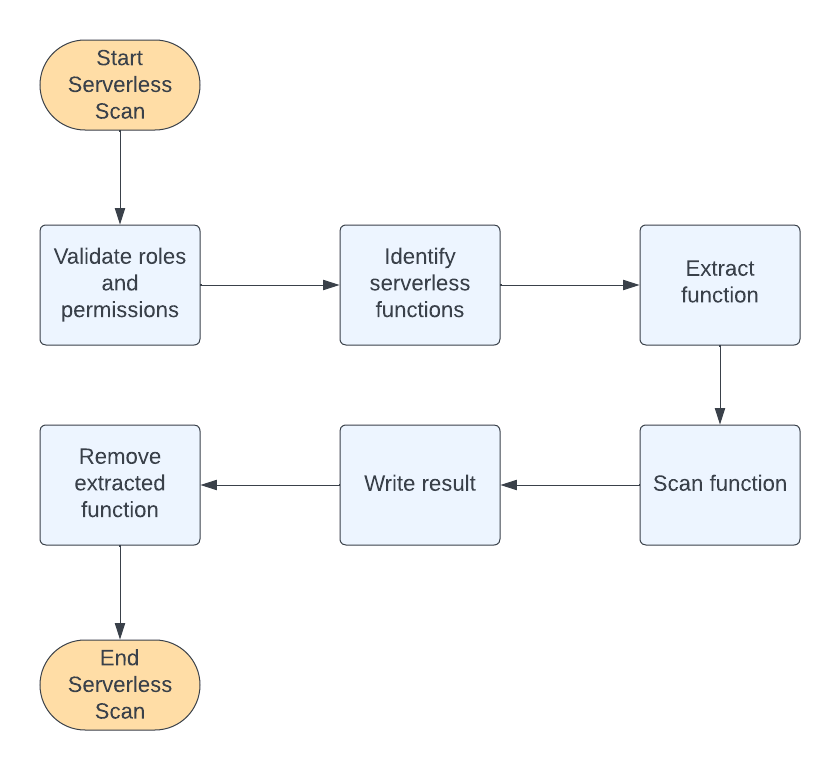 Start
Serverless
Scan
Validate roles
and
permissions
Identify
serverless
functions
Extract
function
Scan function
Write result
Remove
extracted
function
End
Serverless
Scan